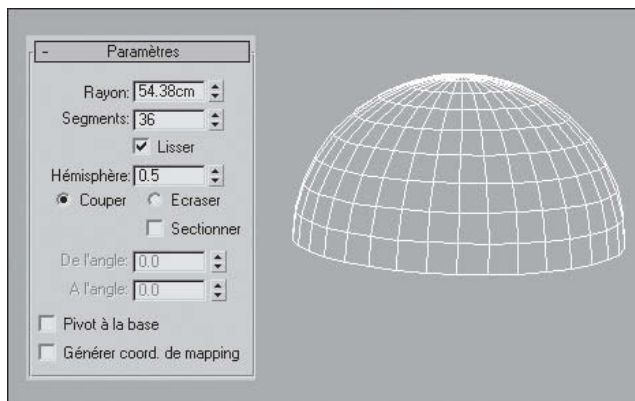 - Paramètres
Rayon: 54.38cm
Segments: 36
Lisser
Hémisphère: 0.5
Couper Ecraser
Sectionner
De l'angle: 0.0
A l'angle: 0.0
Pivot à la base
Générer coord. de mapping